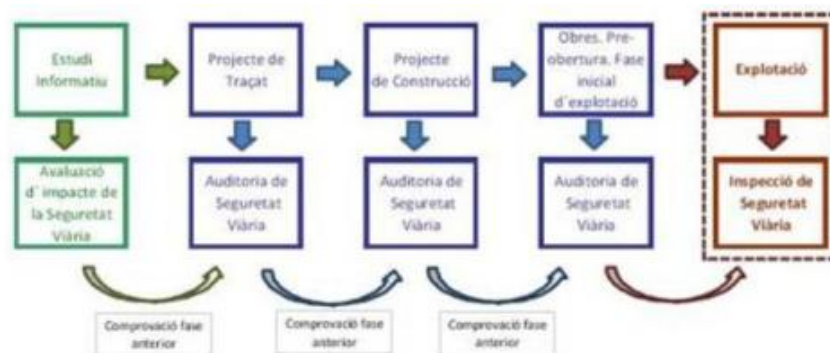 Estudi
Informatiu
Projecte de
Traçat
Projecte
de Construcció
Obres. Pre-
obertura. Fase
inicial
d´explotació
Explotació
Avaluació
d´ impacte de
la Seguretat
Viària
Auditoria de
Seguretat
Viària
Auditoria de
Seguretat
Viària
Auditoria de
Seguretat
Viària
Inspecció de
Seguretat
Viària
Comprovació fase
anterior
Comprovació fase
anterior
Comprovació fase
anterior